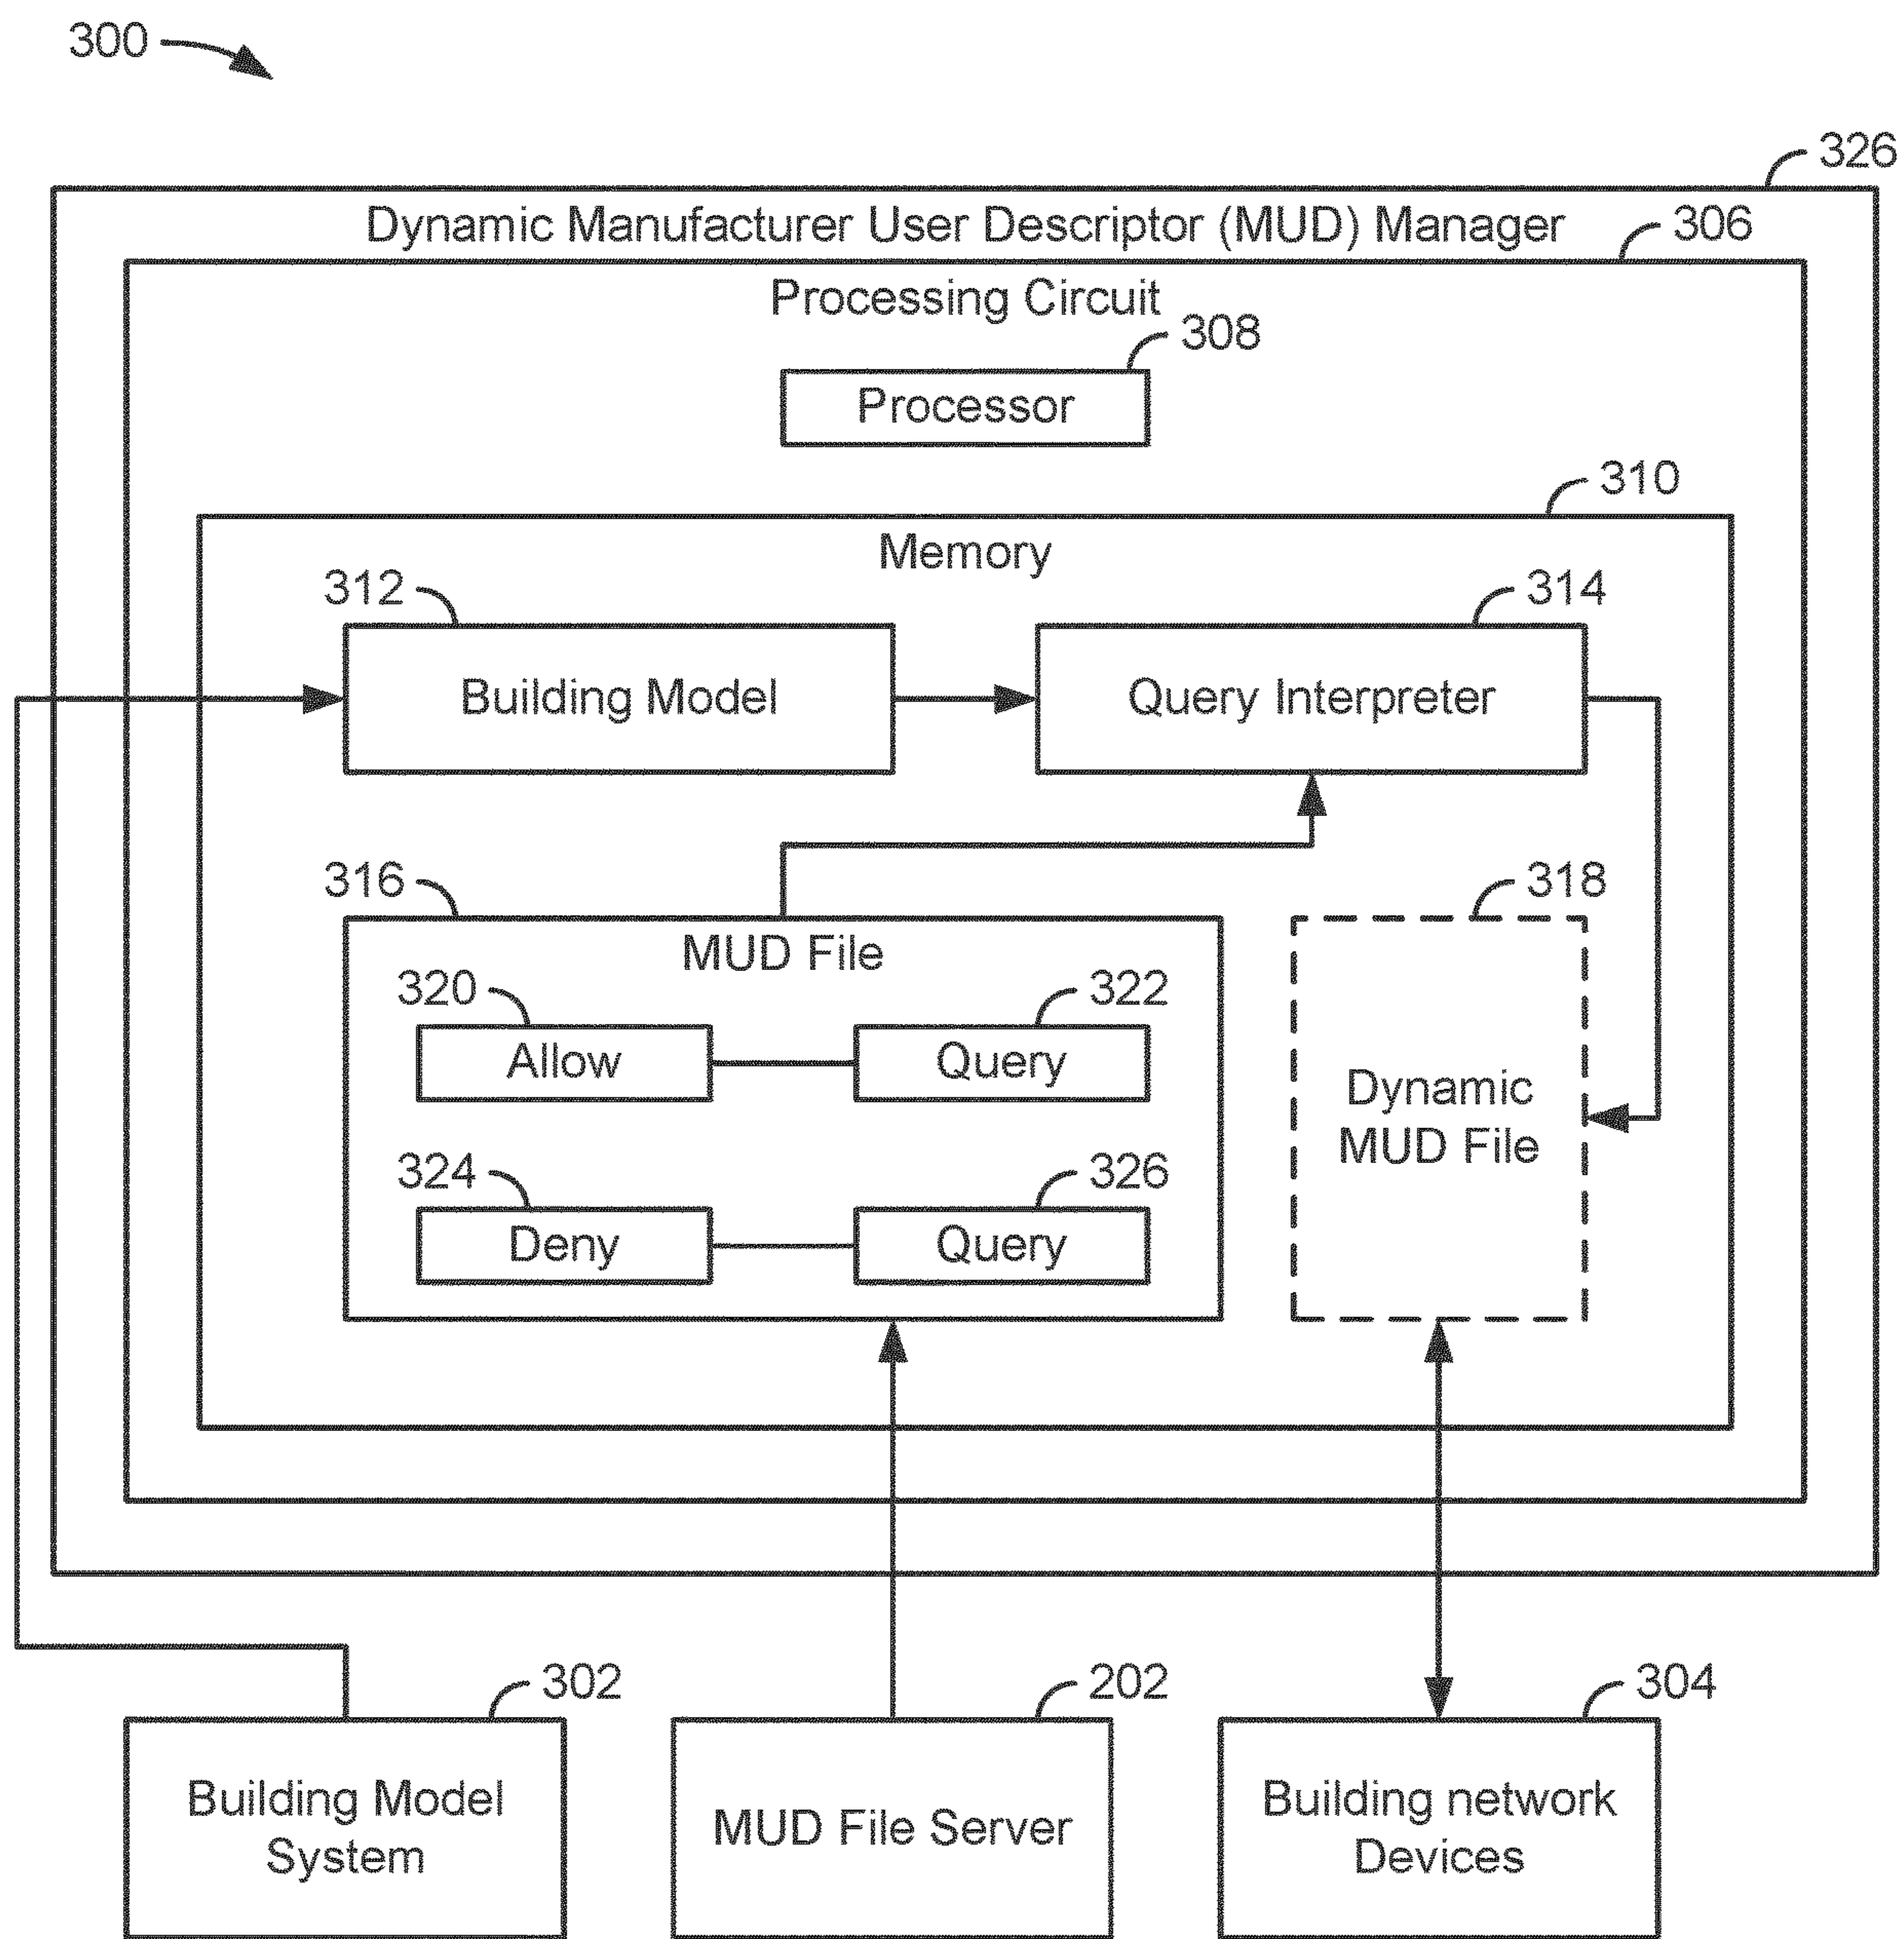 300
326
Dynamic Manufacturer User Descriptor (MUD) Manager
306
Processing Circuit
308
Processor
310
Memory
312
314
Building Model
Query Interpreter
316
318
MUD File
320
322
Allow
Query
Dynamic
MUD File
324
326
Deny
Query
302
202
304
Building Model
System
MUD File Server
Building network
Devices